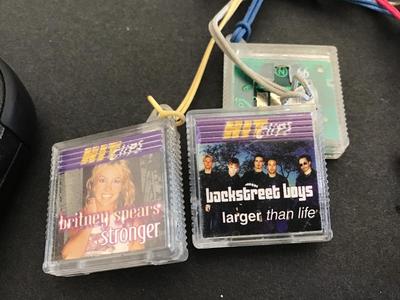 HIT
clips
britney spears
stronger
HIT
clips
backstreet boys
larger than life